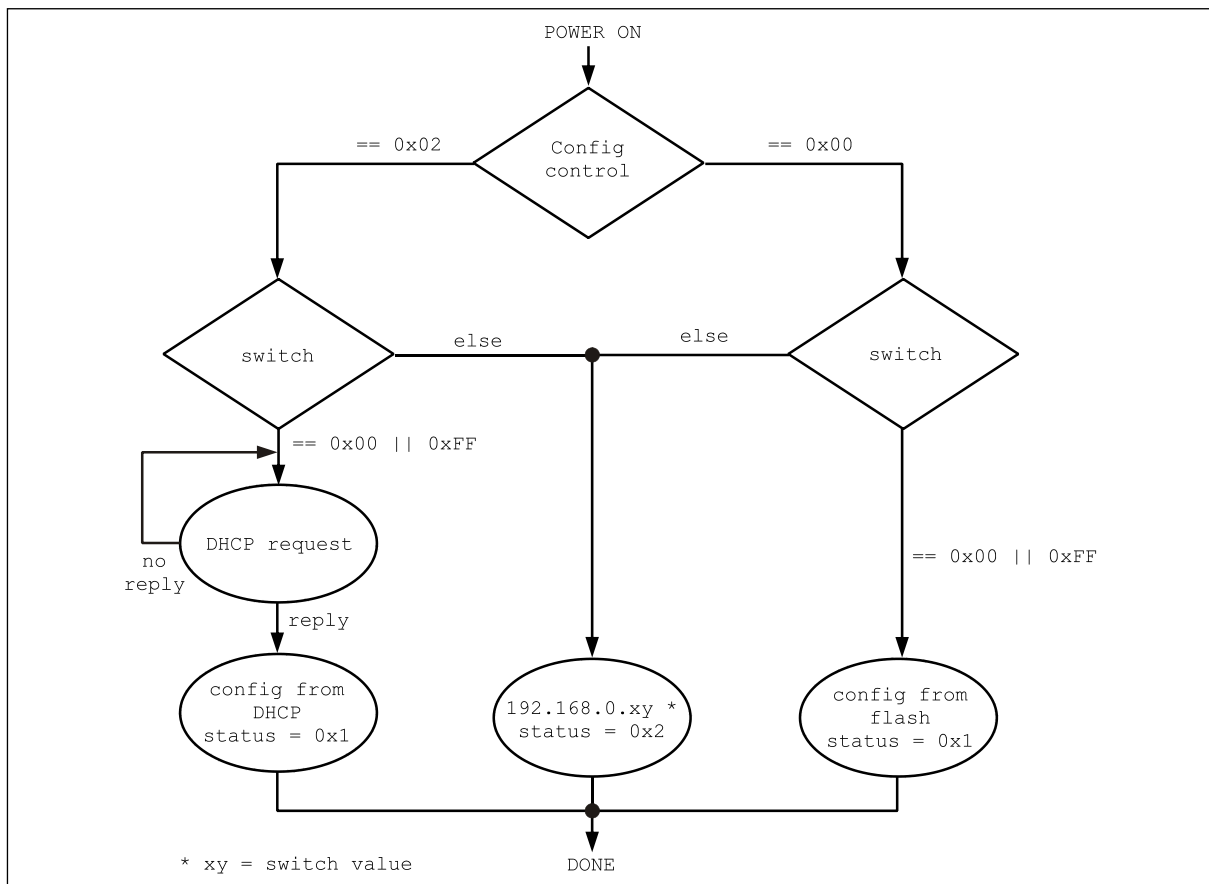 POWER ON
== 0x02
Config
control
== 0x00
switch
else
else
switch
== 0x00 || 0xFF
DHCP request
no
reply
== 0x00 || 0xFF
reply
config from
DHCP
status = 0x1
192.168.0.xy *
status = 0x2
config from
flash
status = 0x1
* xy = switch value
DONE